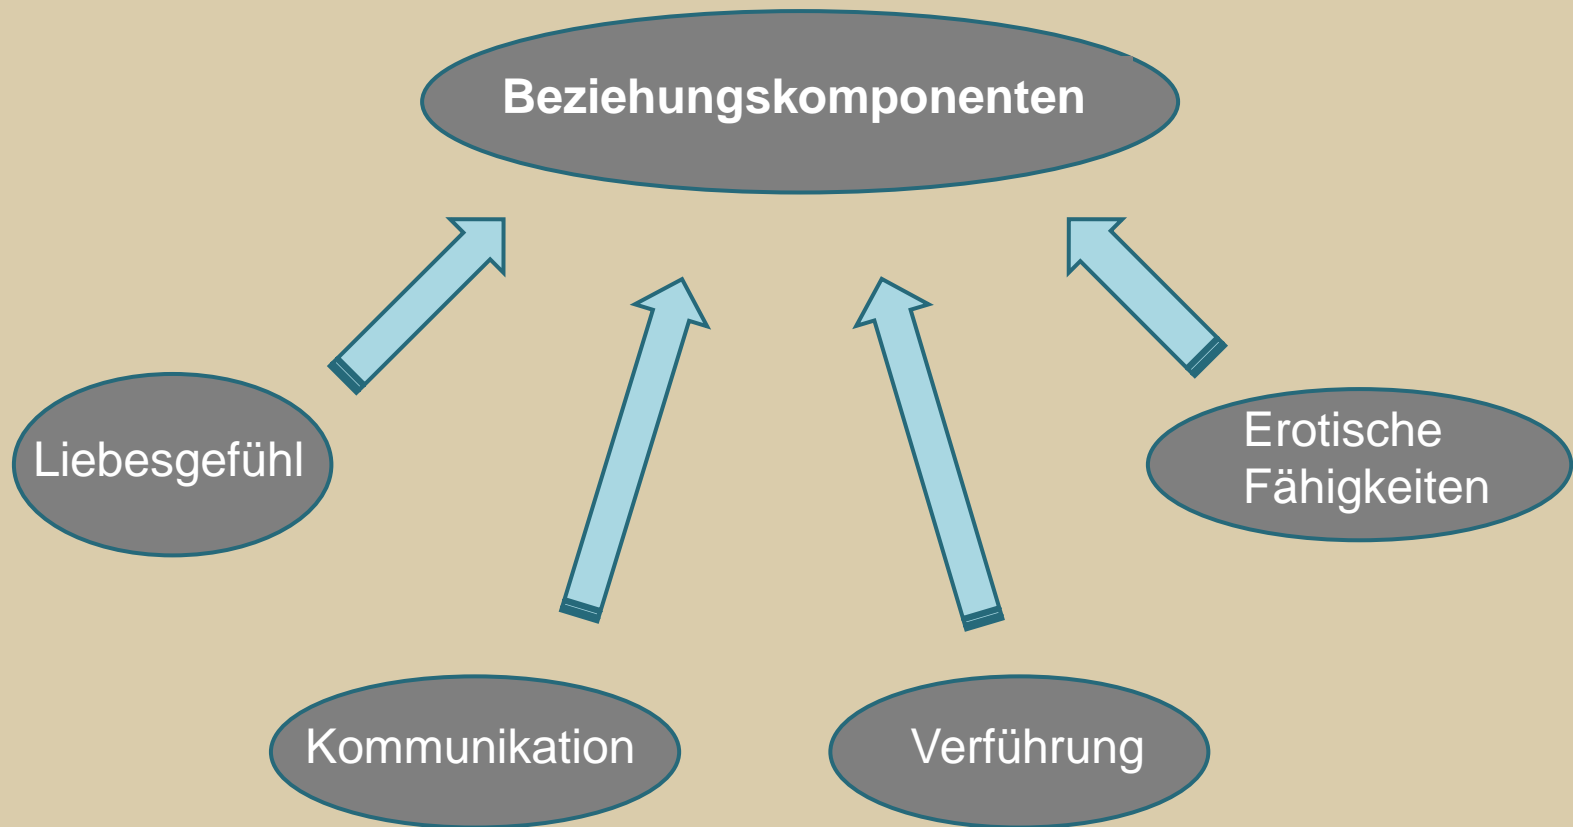 Beziehungskomponenten
Liebesgefühl
Erotische
Fähigkeiten
Kommunikation
Verführung